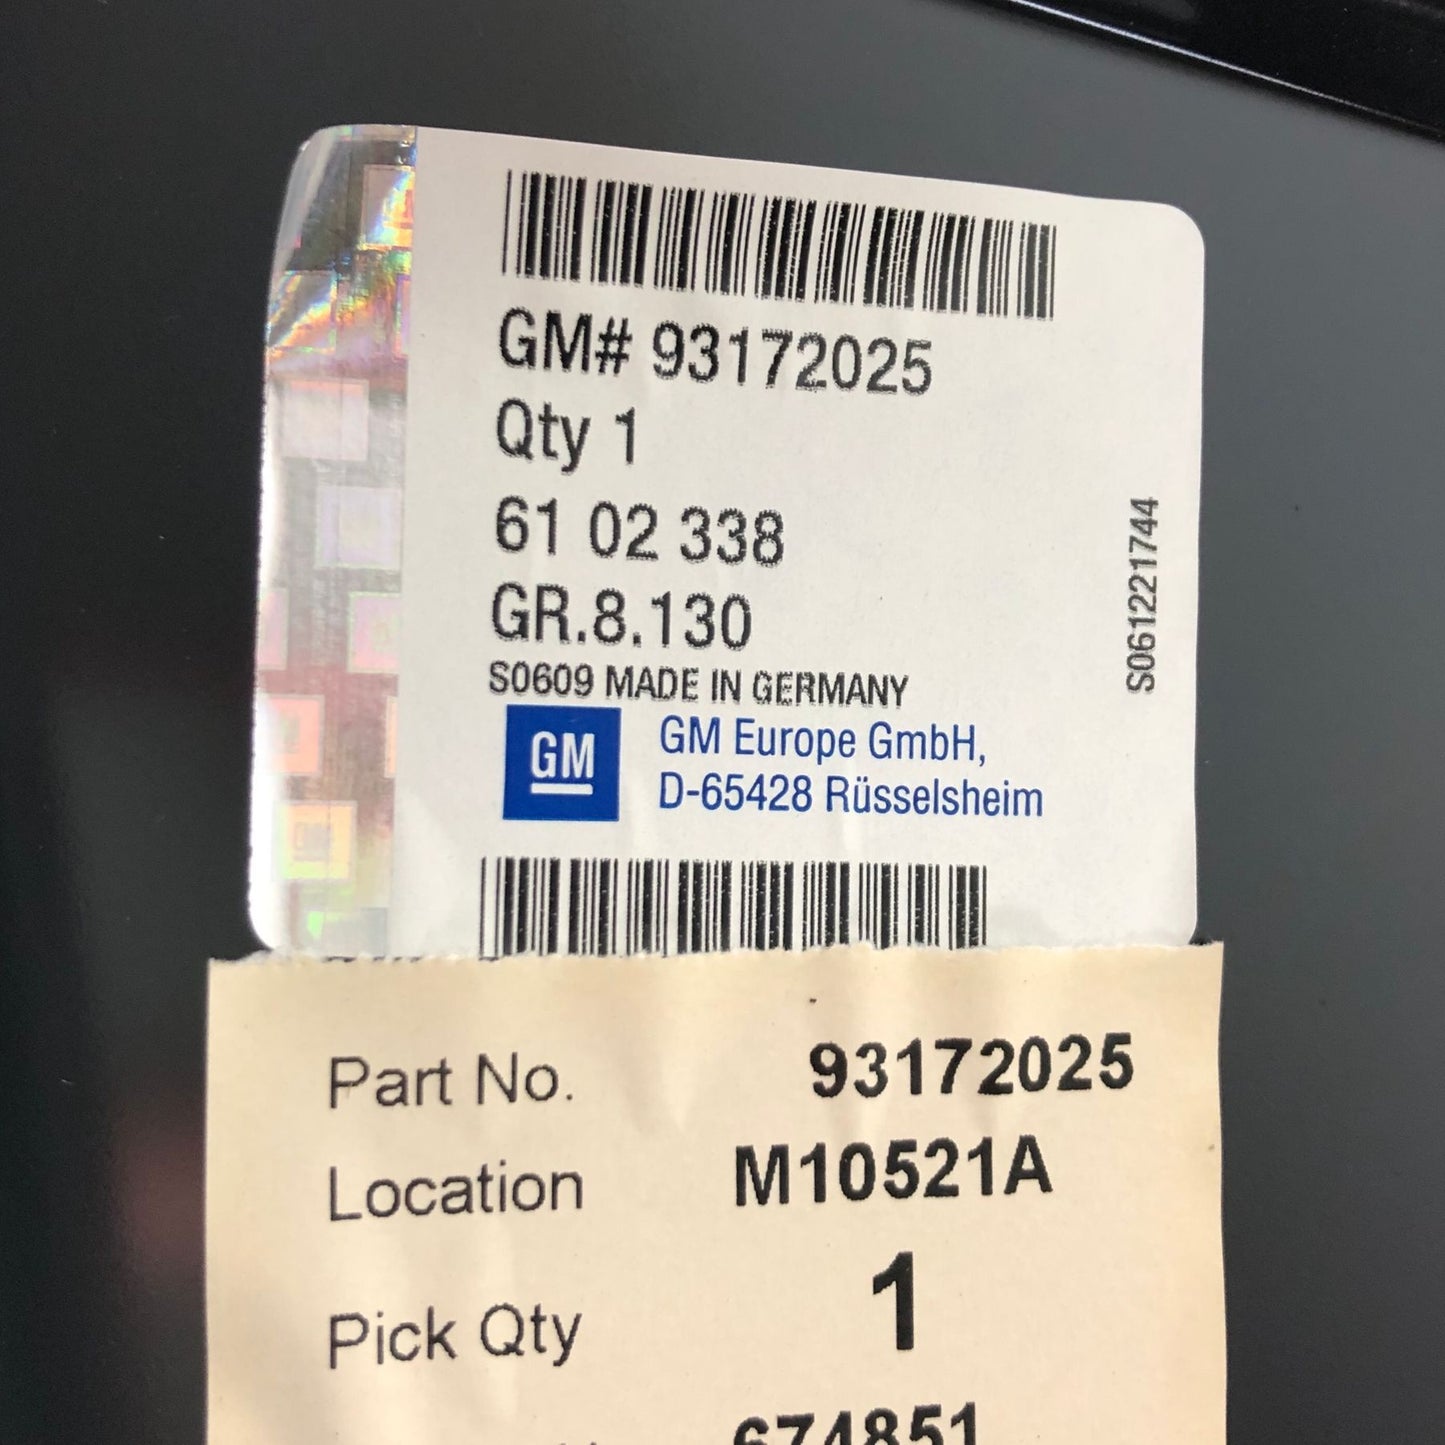 GM# 93172025
Qty 1
61 02 338
GR.8.130
S0609 MADE IN GERMANY
GM
GM Europe GmbH,
D-65428 Rüsselsheim
S061221744
Part No. 93172025
Location M10521A
Pick Qty 1
674851